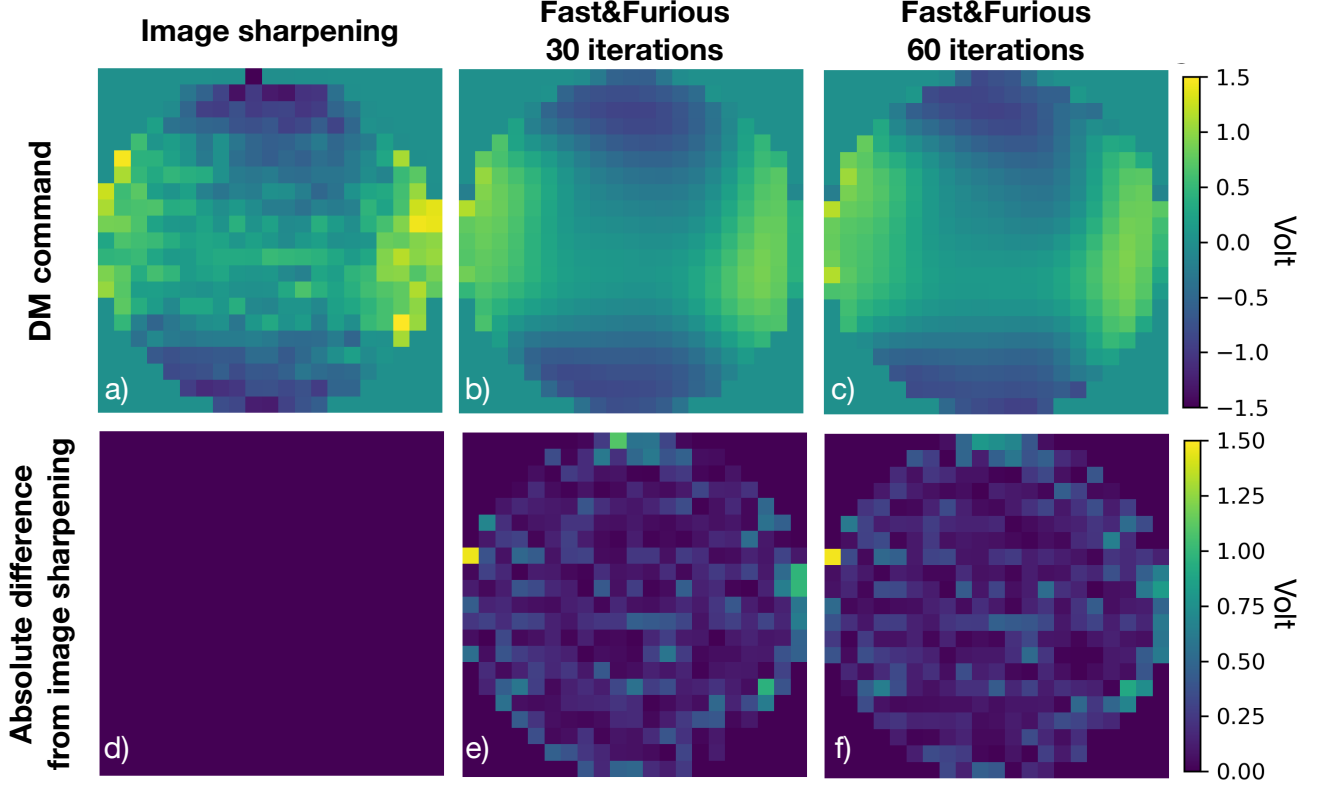 Image sharpening
Fast&Furious
30 iterations
Fast&Furious
60 iterations
DM command
a)
b)
c)
1.5
1.0
0.5
0.0
−0.5
−1.0
−1.5
Volt
Absolute difference
from image sharpening
d)
e)
f)
1.50
1.25
1.00
0.75
0.50
0.25
0.00
Volt